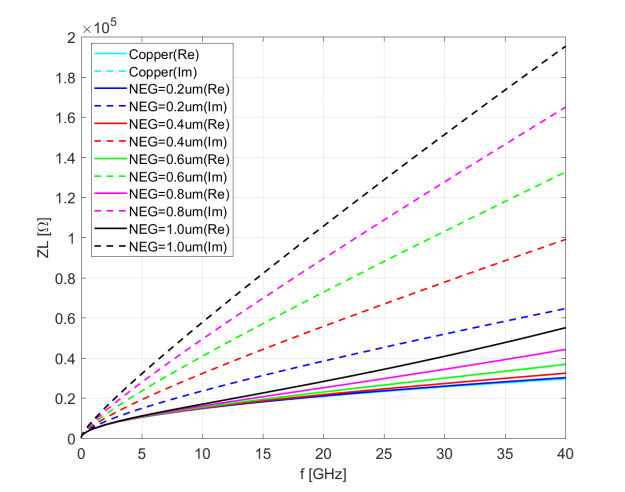 ×10⁵
2
1.8
1.6
1.4
1.2
1
0.8
0.6
0.4
0.2
0
ZL [Ω]
Copper(Re)
Copper(Im)
NEG=0.2um(Re)
NEG=0.2um(Im)
NEG=0.4um(Re)
NEG=0.4um(Im)
NEG=0.6um(Re)
NEG=0.6um(Im)
NEG=0.8um(Re)
NEG=0.8um(Im)
NEG=1.0um(Re)
NEG=1.0um(Im)
0 5 10 15 20 25 30 35 40
f [GHz]